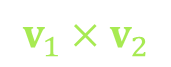 𝐯₁ × 𝐯₂